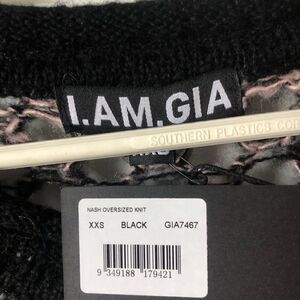 I.AM.GIA
SOUTHERN PLASTICS COR
NASH OVERSIZED KNIT
XXS BLACK GIA7467
9 349188 179421